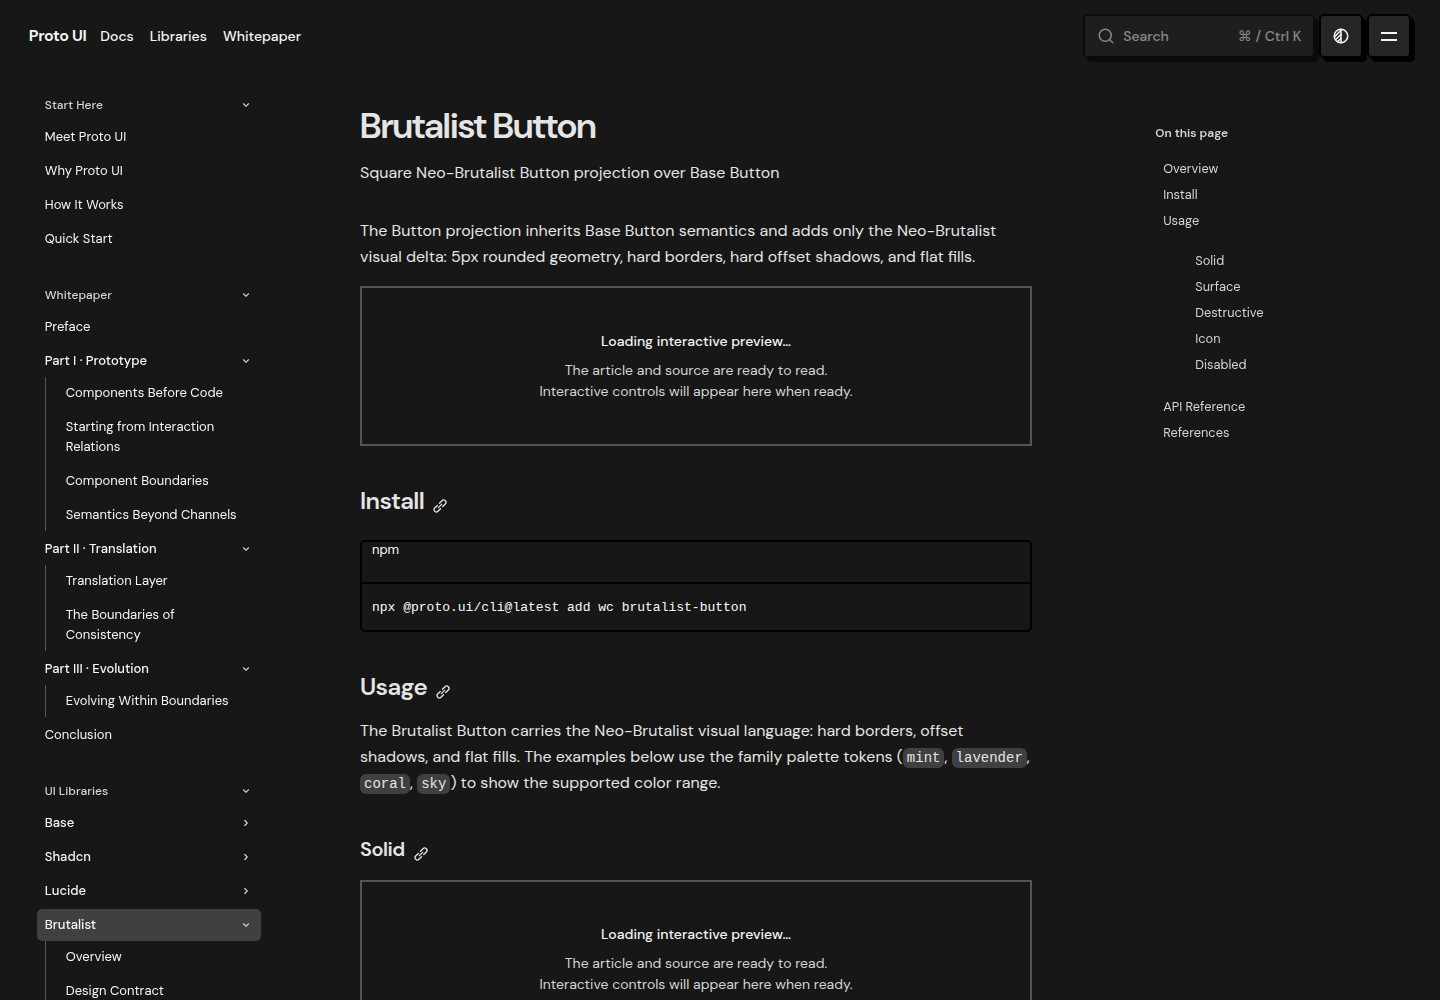 Proto UI Docs Libraries Whitepaper Search ⌘ / Ctrl K
Start Here
Meet Proto UI
Why Proto UI
How It Works
Quick Start
Whitepaper
Preface
Part I · Prototype
Components Before Code
Starting from Interaction
Relations
Component Boundaries
Semantics Beyond Channels
Part II · Translation
Translation Layer
The Boundaries of
Consistency
Part III · Evolution
Evolving Within Boundaries
Conclusion
UI Libraries
Base
Shadcn
Lucide
Brutalist
Overview
Design Contract
Brutalist Button
Square Neo-Brutalist Button projection over Base Button
The Button projection inherits Base Button semantics and adds only the Neo-Brutalist
visual delta: 5px rounded geometry, hard borders, hard offset shadows, and flat fills.
Loading interactive preview…
The article and source are ready to read.
Interactive controls will appear here when ready.
Install
npm
npx @proto.ui/cli@latest add wc brutalist-button
Usage
The Brutalist Button carries the Neo-Brutalist visual language: hard borders, offset
shadows, and flat fills. The examples below use the family palette tokens (mint, lavender,
coral, sky) to show the supported color range.
Solid
Loading interactive preview…
The article and source are ready to read.
Interactive controls will appear here when ready.
On this page
Overview
Install
Usage
Solid
Surface
Destructive
Icon
Disabled
API Reference
References